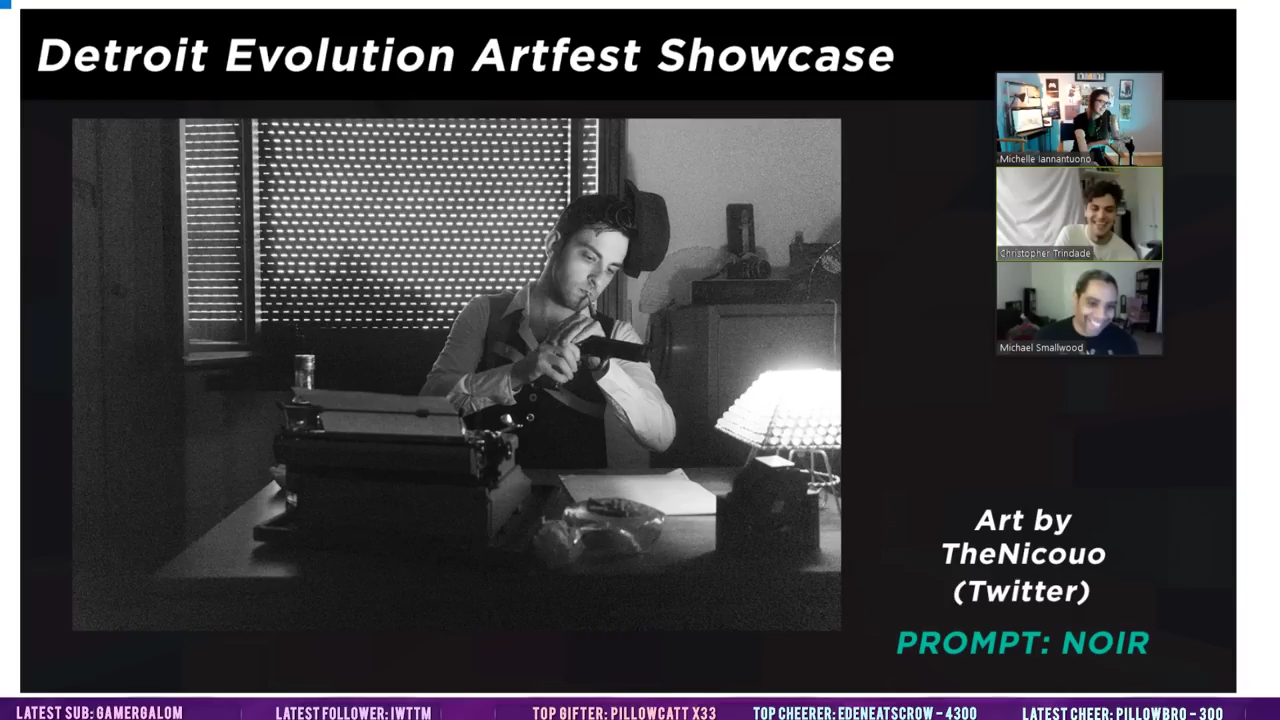 Detroit Evolution Artfest Showcase
Michelle Iannantuono
Christopher Trindade
Michael Smallwood
Art by
TheNicouo
(Twitter)
PROMPT: NOIR
LATEST SUB: GAMERGALOM
LATEST FOLLOWER: IWTTM
TOP GIFTER: PILLOWCATT X33
TOP CHEERER: EDENEATSCROW - 4300
LATEST CHEER: PILLOWBRO - 300